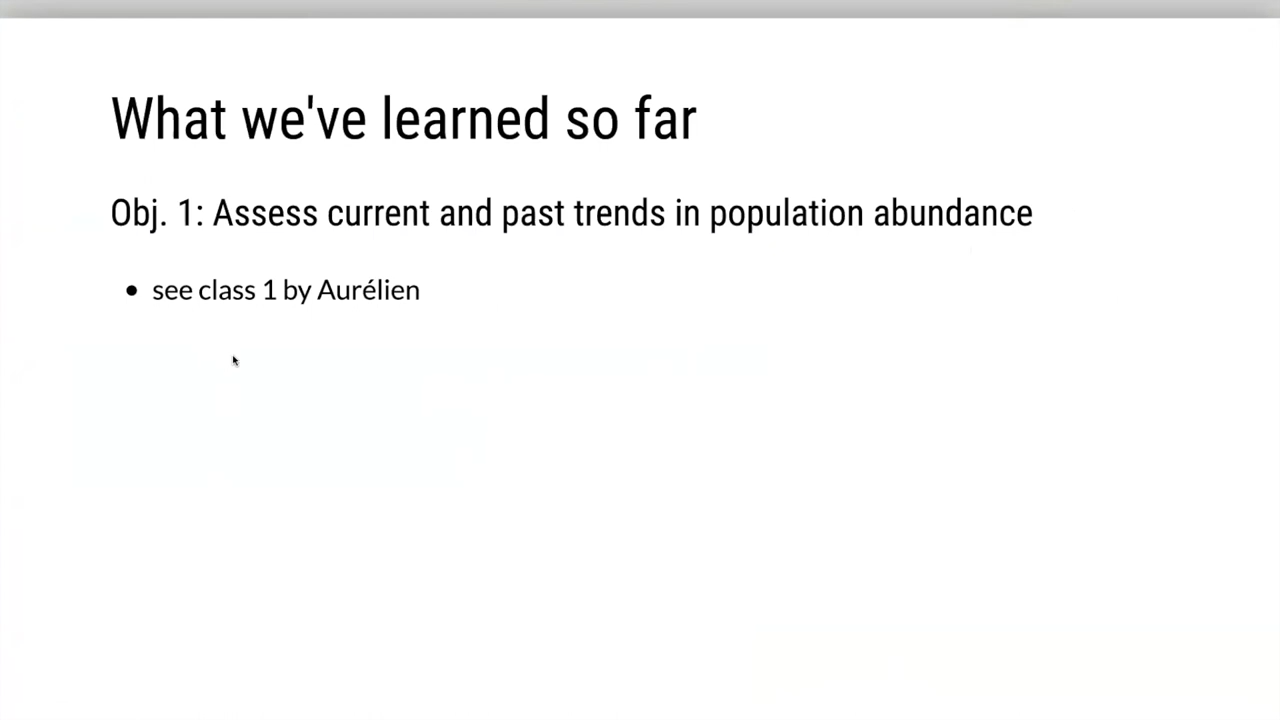 What we've learned so far
Obj. 1: Assess current and past trends in population abundance
• see class 1 by Aurélien